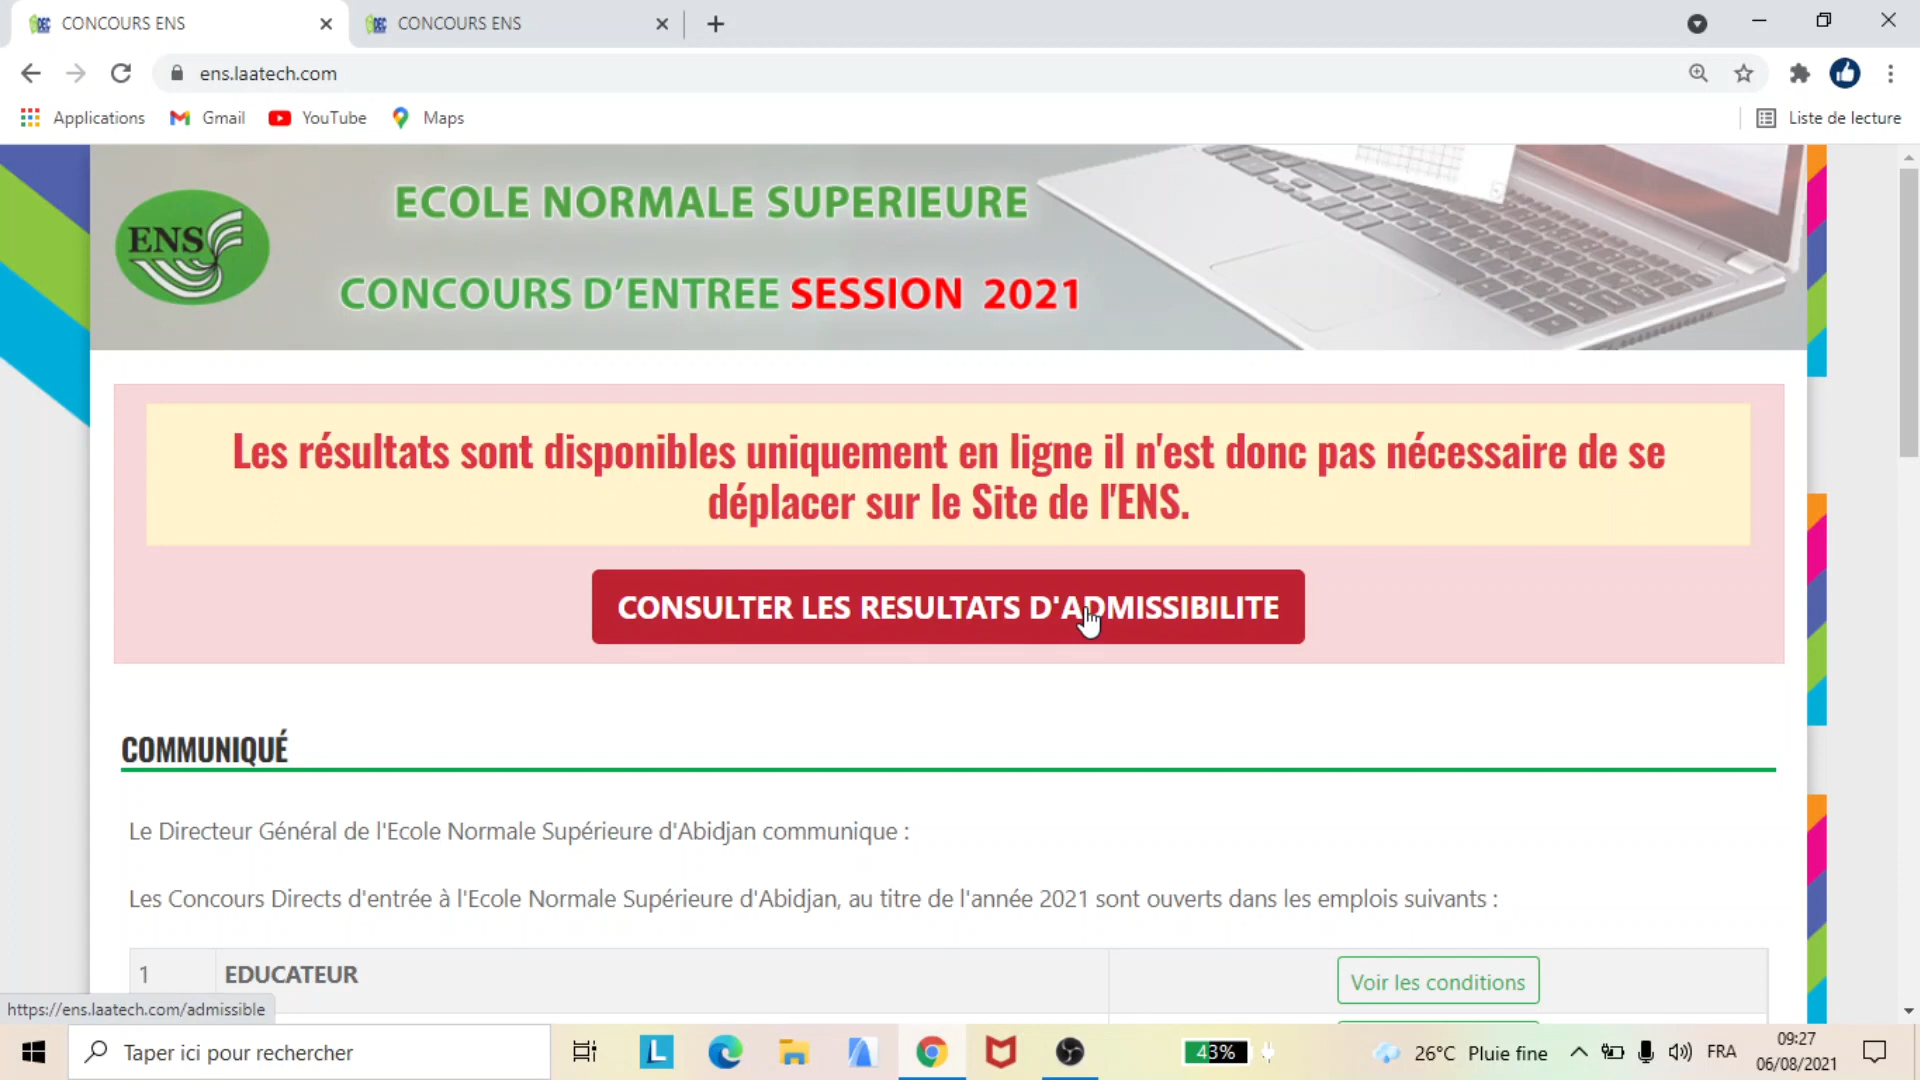 CONCOURS ENS
CONCOURS ENS
ens.laatech.com
Applications
Gmail
YouTube
Maps
Liste de lecture
ENS
ECOLE NORMALE SUPERIEURE
CONCOURS D'ENTREE SESSION 2021
Les résultats sont disponibles uniquement en ligne il n'est donc pas nécessaire de se
déplacer sur le Site de l'ENS.
CONSULTER LES RESULTATS D'ADMISSIBILITE
COMMUNIQUÉ
Le Directeur Général de l'Ecole Normale Supérieure d'Abidjan communique :
Les Concours Directs d'entrée à l'Ecole Normale Supérieure d'Abidjan, au titre de l'année 2021 sont ouverts dans les emplois suivants :
1 EDUCATEUR Voir les conditions
https://ens.laatech.com/admissible
Taper ici pour rechercher
L
43%
26°C Pluie fine
FRA
09:27
06/08/2021